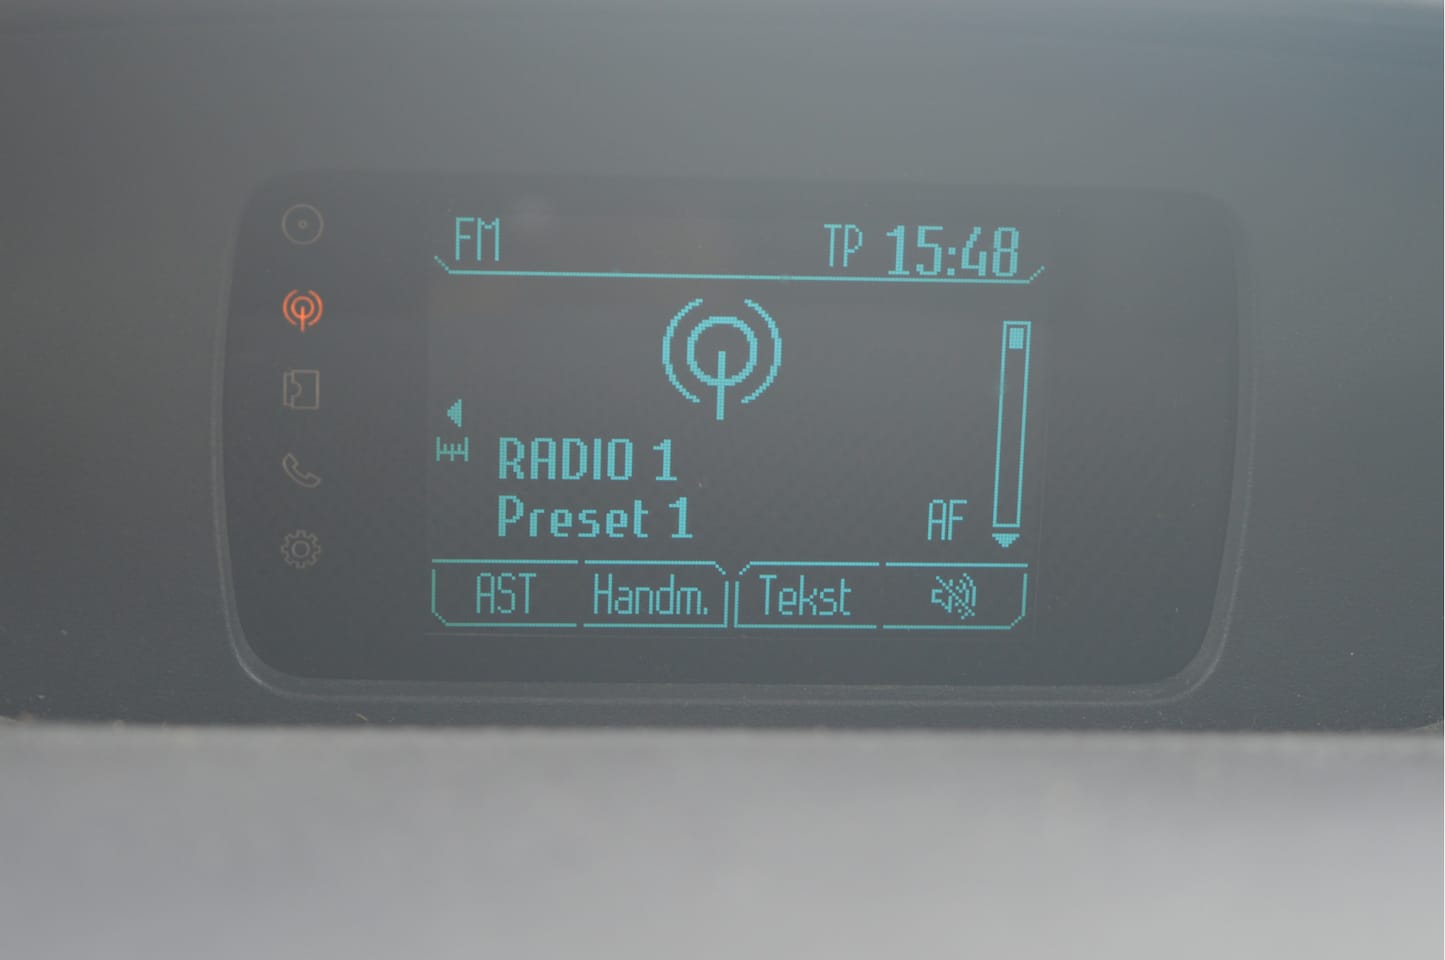 FM TP 15:48
RADIO 1
Preset 1 AF
AST Handm. Tekst